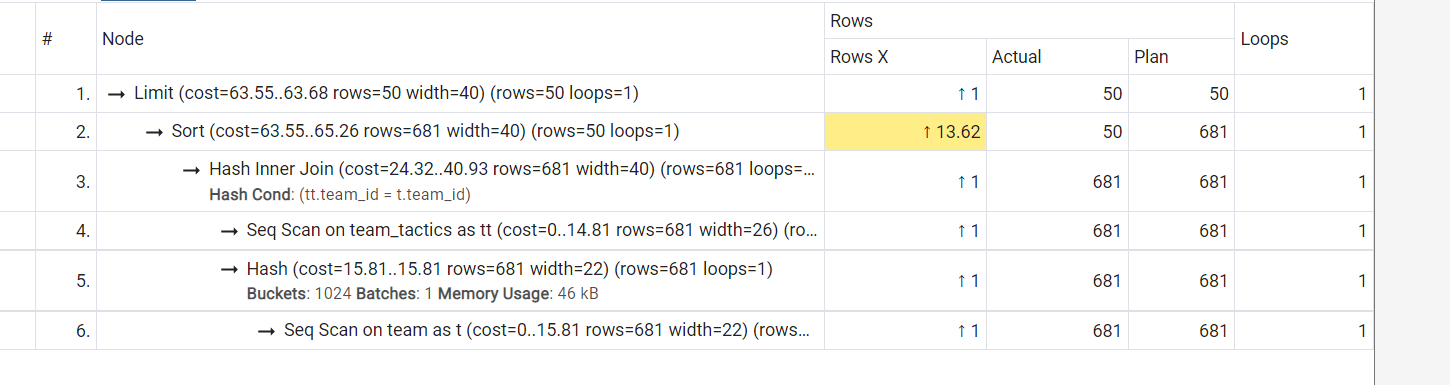 # Node Rows Loops
Rows X Actual Plan
1. → Limit (cost=63.55..63.68 rows=50 width=40) (rows=50 loops=1) ↑ 1 50 50 1
2. → Sort (cost=63.55..65.26 rows=681 width=40) (rows=50 loops=1) ↑ 13.62 50 681 1
3. → Hash Inner Join (cost=24.32..40.93 rows=681 width=40) (rows=681 loops=... ↑ 1 681 681 1
Hash Cond: (tt.team_id = t.team_id)
4. → Seq Scan on team_tactics as tt (cost=0..14.81 rows=681 width=26) (ro... ↑ 1 681 681 1
5. → Hash (cost=15.81..15.81 rows=681 width=22) (rows=681 loops=1) ↑ 1 681 681 1
Buckets: 1024 Batches: 1 Memory Usage: 46 kB
6. → Seq Scan on team as t (cost=0..15.81 rows=681 width=22) (rows... ↑ 1 681 681 1